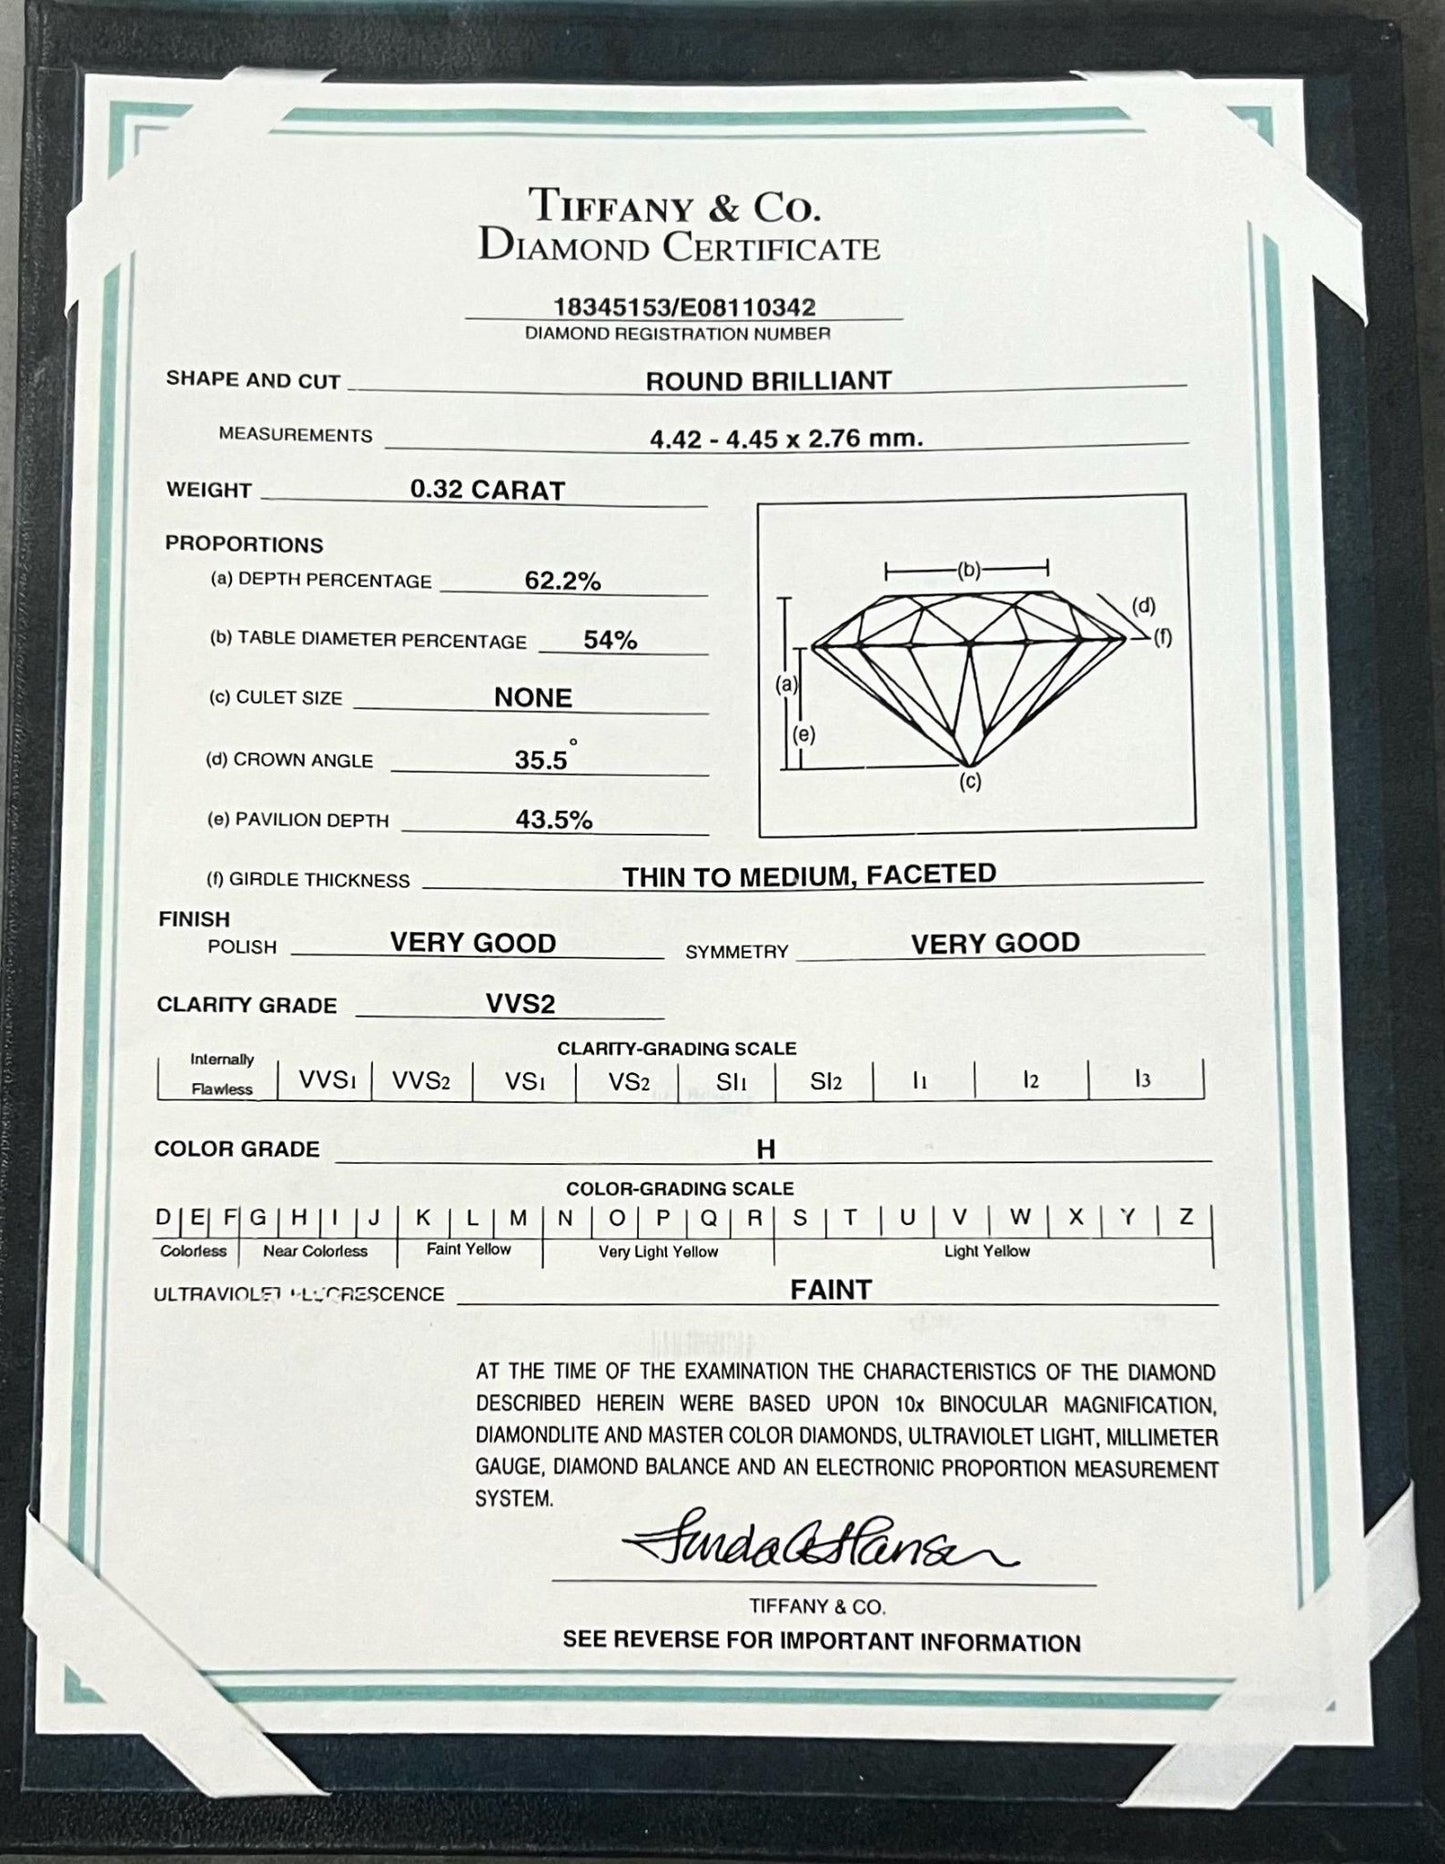 TIFFANY & CO.
DIAMOND CERTIFICATE
18345153/E08110342
DIAMOND REGISTRATION NUMBER
SHAPE AND CUT ROUND BRILLIANT
MEASUREMENTS 4.42 - 4.45 x 2.76 mm.
WEIGHT 0.32 CARAT
PROPORTIONS
(a) DEPTH PERCENTAGE 62.2%
(b) TABLE DIAMETER PERCENTAGE 54%
(c) CULET SIZE NONE
(d) CROWN ANGLE 35.5°
(e) PAVILION DEPTH 43.5%
(b)
(d)
(f)
(a)
(e)
(c)
(f) GIRDLE THICKNESS THIN TO MEDIUM, FACETED
FINISH
POLISH VERY GOOD SYMMETRY VERY GOOD
CLARITY GRADE VVS2
CLARITY-GRADING SCALE
Internally
Flawless VVS1 VVS2 VS1 VS2 SI1 SI2 I1 I2 I3
COLOR GRADE H
COLOR-GRADING SCALE
D E F G H I J K L M N O P Q R S T U V W X Y Z
Colorless Near Colorless Faint Yellow Very Light Yellow Light Yellow
ULTRAVIOLET FLUORESCENCE FAINT
AT THE TIME OF THE EXAMINATION THE CHARACTERISTICS OF THE DIAMOND
DESCRIBED HEREIN WERE BASED UPON 10x BINOCULAR MAGNIFICATION,
DIAMONDLITE AND MASTER COLOR DIAMONDS, ULTRAVIOLET LIGHT, MILLIMETER
GAUGE, DIAMOND BALANCE AND AN ELECTRONIC PROPORTION MEASUREMENT
SYSTEM.
TIFFANY & CO.
SEE REVERSE FOR IMPORTANT INFORMATION